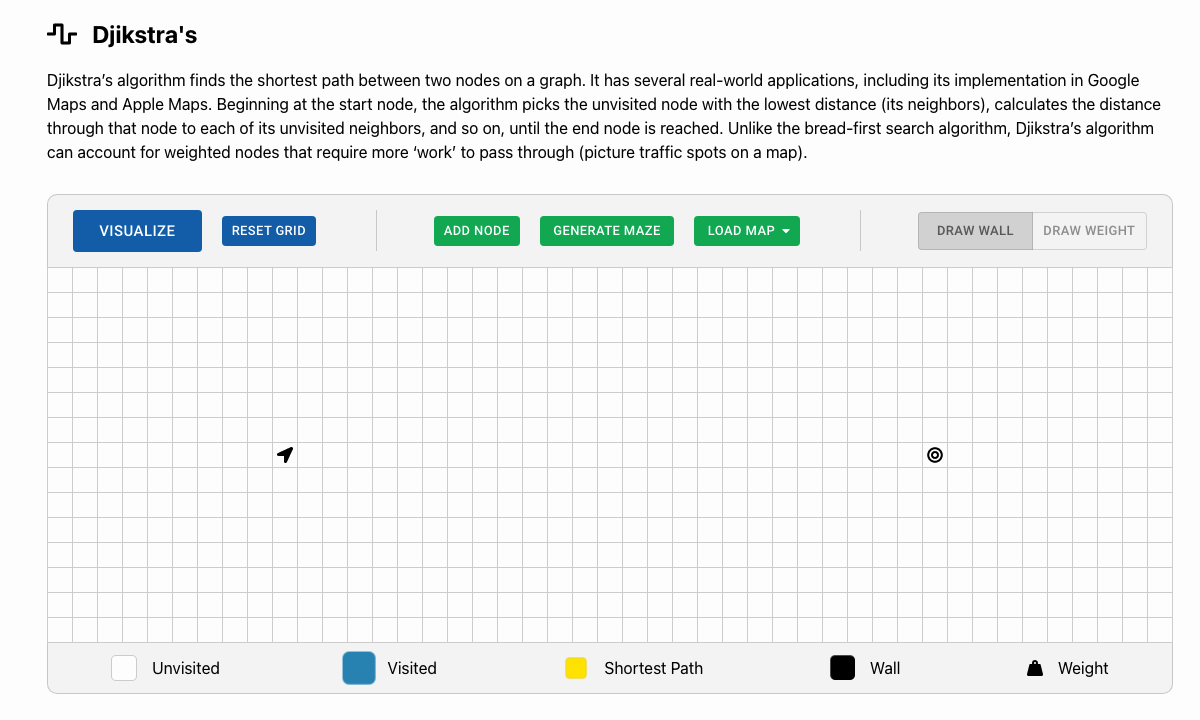 Djikstra's
Djikstra’s algorithm finds the shortest path between two nodes on a graph. It has several real-world applications, including its implementation in Google
Maps and Apple Maps. Beginning at the start node, the algorithm picks the unvisited node with the lowest distance (its neighbors), calculates the distance
through that node to each of its unvisited neighbors, and so on, until the end node is reached. Unlike the bread-first search algorithm, Djikstra’s algorithm
can account for weighted nodes that require more ‘work’ to pass through (picture traffic spots on a map).
VISUALIZE RESET GRID ADD NODE GENERATE MAZE LOAD MAP DRAW WALL DRAW WEIGHT
Unvisited Visited Shortest Path Wall Weight